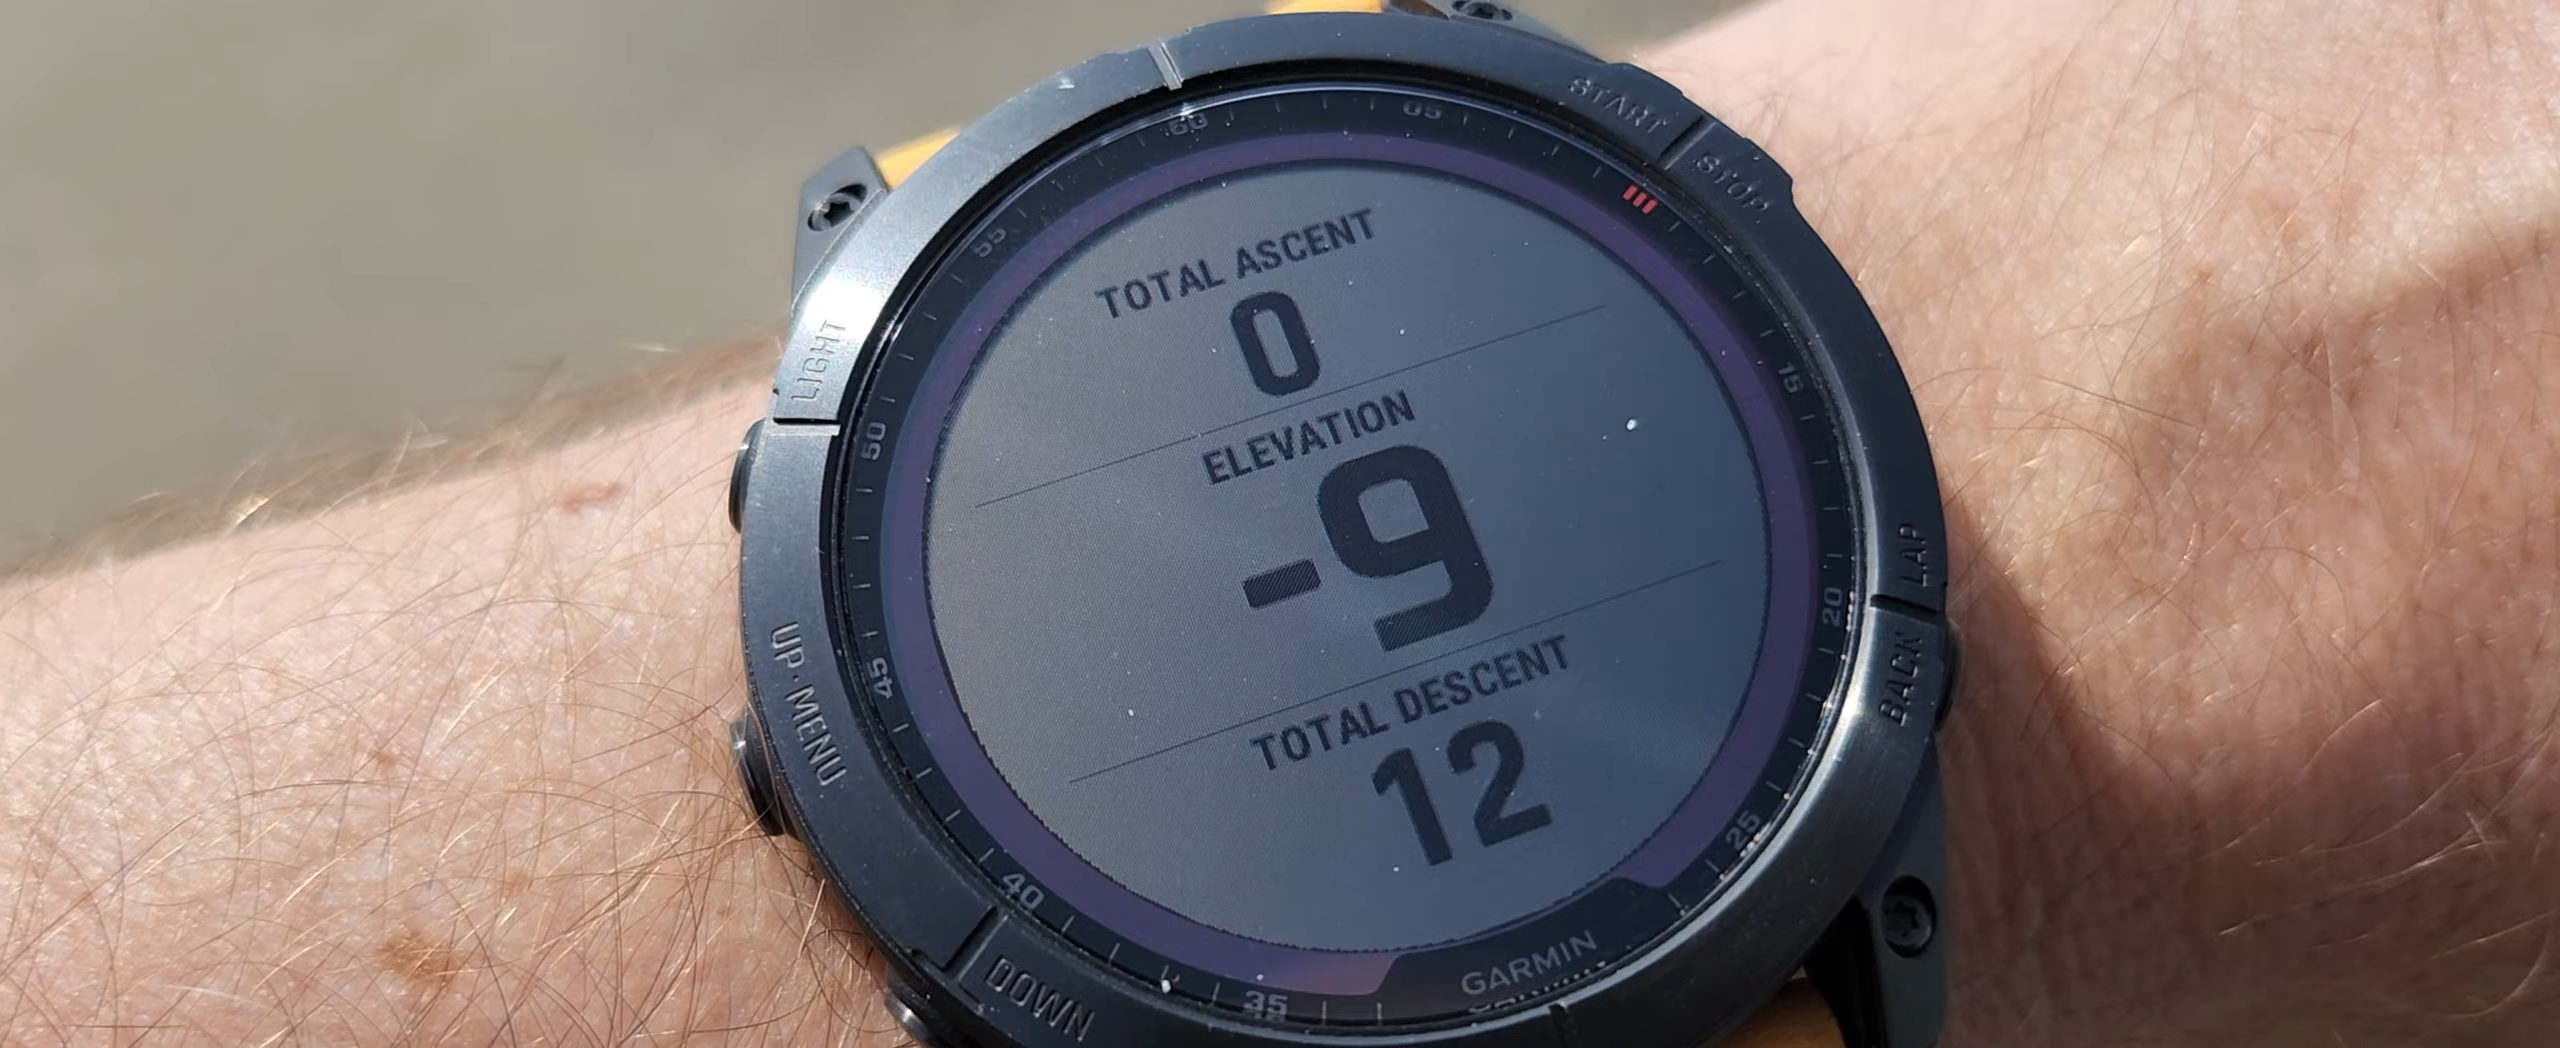 START
STOP
60
05
55
TOTAL ASCENT
0
LIGHT
15
ELEVATION
50
-9
LAP
20
UP·MENU
45
BACK
TOTAL DESCENT
12
25
40
GARMIN
DOWN
35